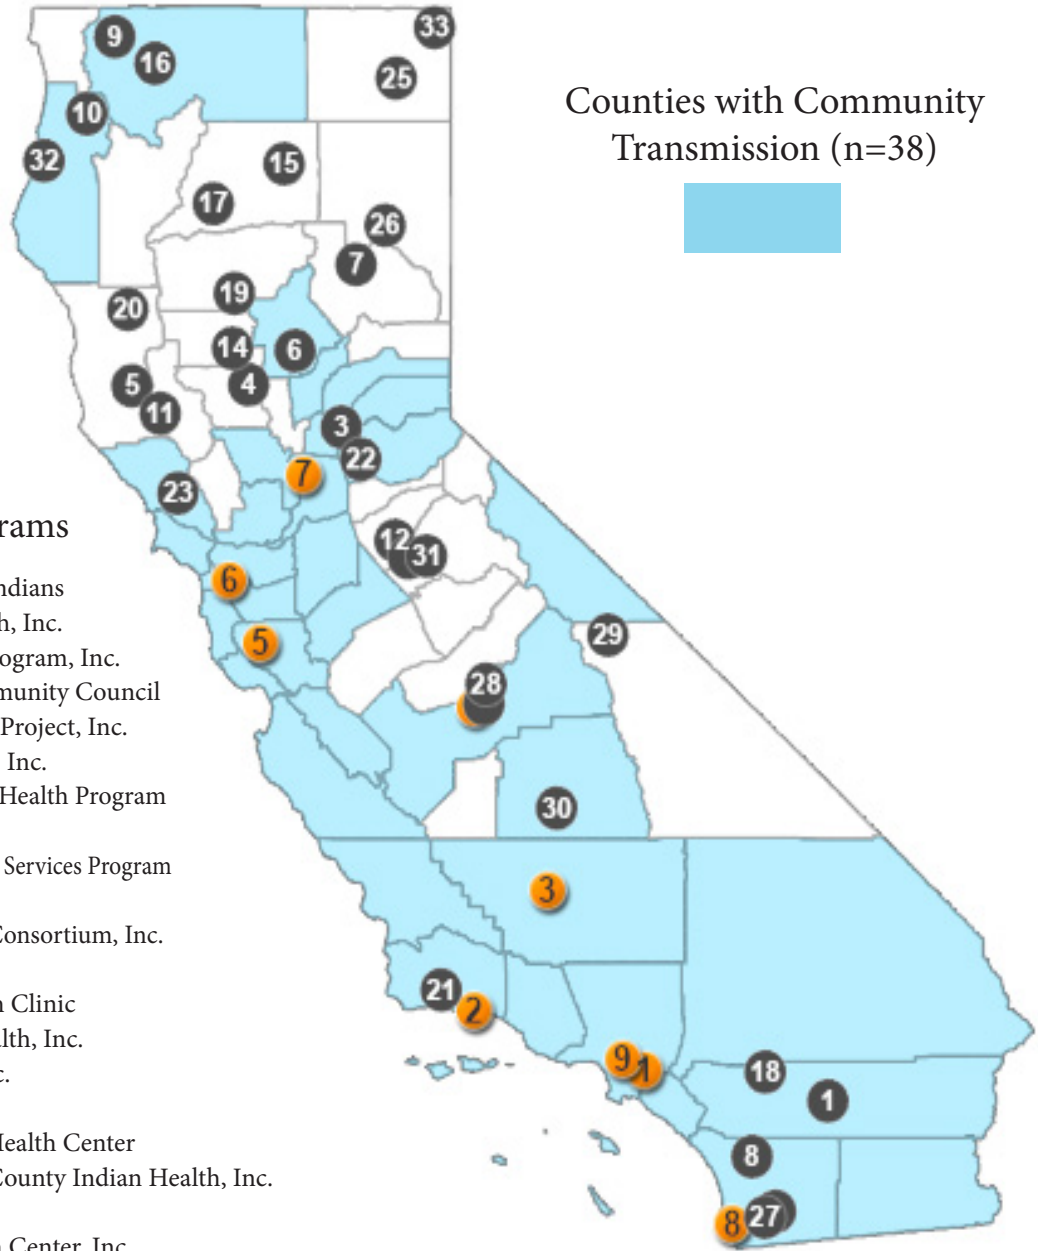 Counties with Community
Transmission (n=38)
9
33
16
25
10
32
15
17
26
7
19
20
14
6
5
4
11
3
22
7
23
12
31
6
5
29
28
30
3
21
2
9
1
18
1
8
8
27
rams
ndians
h, Inc.
ogram, Inc.
munity Council
Project, Inc.
Inc.
Health Program
Services Program
Consortium, Inc.
n Clinic
alth, Inc.
c.
Health Center
County Indian Health, Inc.
Center, Inc.